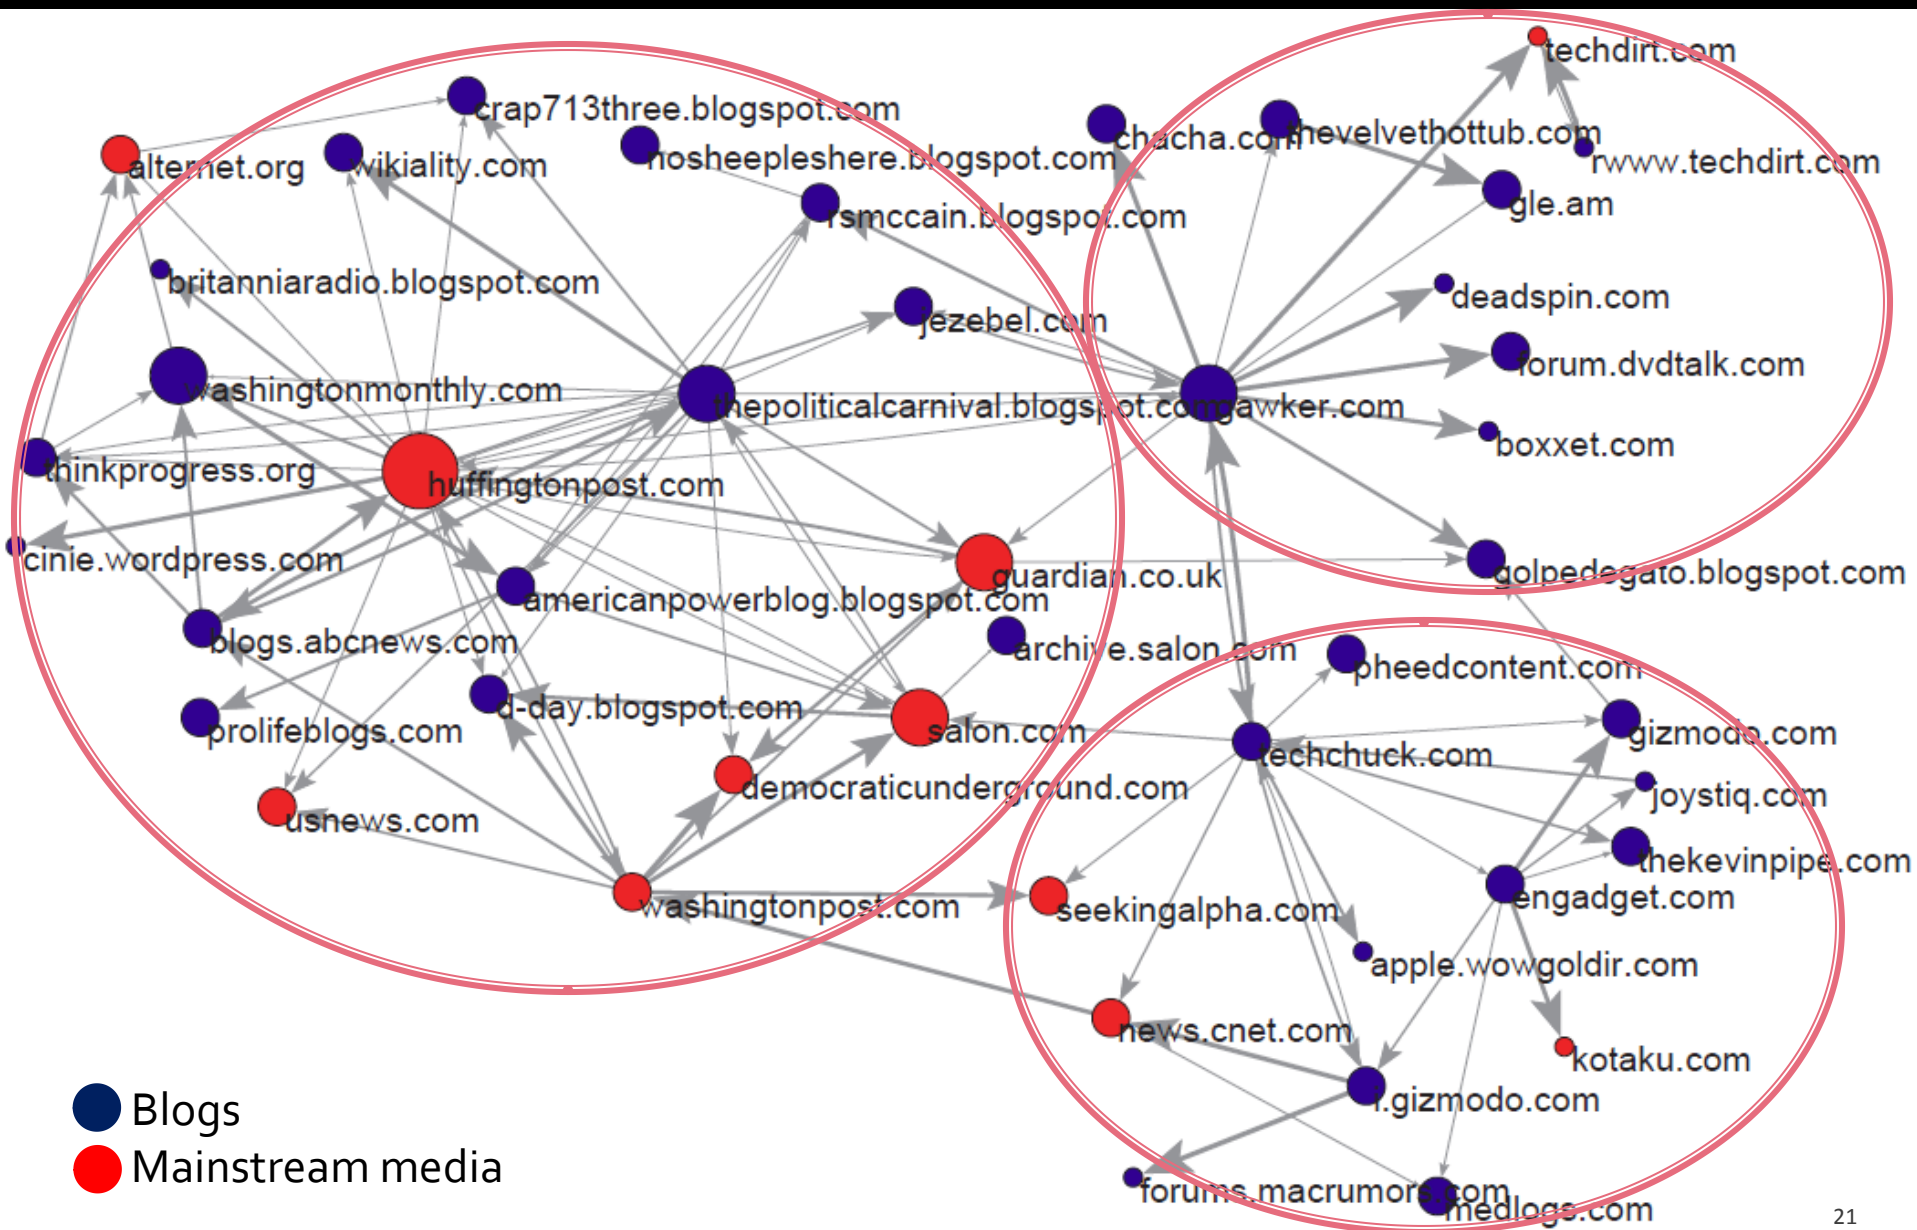 techdirt.com
crap713three.blogspot.com
chacha.com
thevelvethottub.com
nosheepleshere.blogspot.com
rwww.techdirt.com
alternet.org
wikiality.com
gle.am
rsmccain.blogspot.com
britanniaradio.blogspot.com
deadspin.com
jezebel.com
forum.dvdtalk.com
washingtonmonthly.com
thepoliticalcarnival.blogspot.com
gawker.com
boxxet.com
thinkprogress.org
huffingtonpost.com
cinie.wordpress.com
guardian.co.uk
golpedegato.blogspot.com
americanpowerblog.blogspot.com
blogs.abcnews.com
archive.salon.com
pheedcontent.com
d-day.blogspot.com
prolifeblogs.com
salon.com
gizmodo.com
techchuck.com
democraticunderground.com
joystiq.com
usnews.com
thekevinpipe.com
washingtonpost.com
seekingalpha.com
engadget.com
apple.wowgoldir.com
news.cnet.com
kotaku.com
i.gizmodo.com
Blogs
Mainstream media
forums.macrumors.com
medlogs.com
21